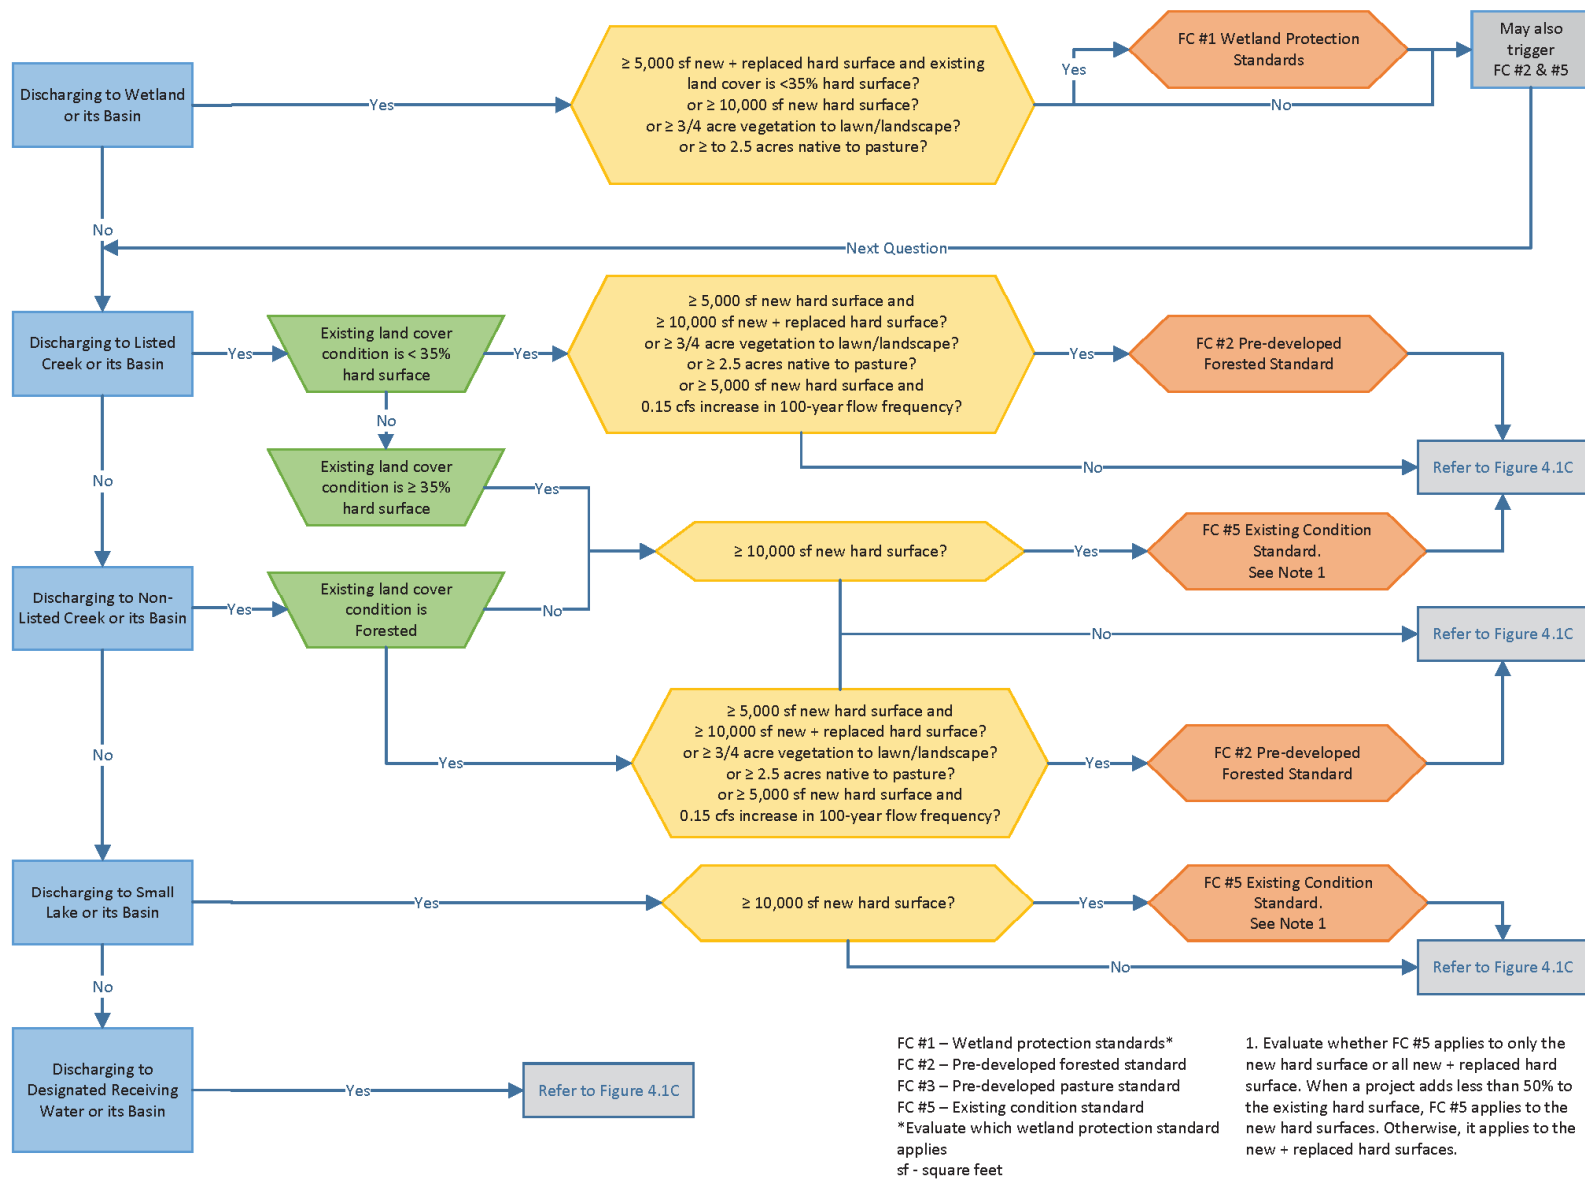 Discharging to Wetland
or its Basin
Yes
≥ 5,000 sf new + replaced hard surface and existing
land cover is <35% hard surface?
or ≥ 10,000 sf new hard surface?
or ≥ 3/4 acre vegetation to lawn/landscape?
or ≥ to 2.5 acres native to pasture?
Yes
No
FC #1 Wetland Protection
Standards
May also
trigger
FC #2 & #5
No
Next Question
Discharging to Listed
Creek or its Basin
Yes
Existing land cover
condition is < 35%
hard surface
Yes
≥ 5,000 sf new hard surface and
≥ 10,000 sf new + replaced hard surface?
or ≥ 3/4 acre vegetation to lawn/landscape?
or ≥ 2.5 acres native to pasture?
or ≥ 5,000 sf new hard surface and
0.15 cfs increase in 100-year flow frequency?
Yes
FC #2 Pre-developed
Forested Standard
No
No
Refer to Figure 4.1C
No
Existing land cover
condition is ≥ 35%
hard surface
Yes
≥ 10,000 sf new hard surface?
Yes
FC #5 Existing Condition
Standard.
See Note 1
Discharging to Non-
Listed Creek or its Basin
Yes
Existing land cover
condition is
Forested
No
No
Refer to Figure 4.1C
No
Yes
≥ 5,000 sf new hard surface and
≥ 10,000 sf new + replaced hard surface?
or ≥ 3/4 acre vegetation to lawn/landscape?
or ≥ 2.5 acres native to pasture?
or ≥ 5,000 sf new hard surface and
0.15 cfs increase in 100-year flow frequency?
Yes
FC #2 Pre-developed
Forested Standard
Discharging to Small
Lake or its Basin
Yes
≥ 10,000 sf new hard surface?
Yes
FC #5 Existing Condition
Standard.
See Note 1
No
Refer to Figure 4.1C
No
Discharging to
Designated Receiving
Water or its Basin
Yes
Refer to Figure 4.1C
FC #1 – Wetland protection standards*
FC #2 – Pre-developed forested standard
FC #3 – Pre-developed pasture standard
FC #5 – Existing condition standard
*Evaluate which wetland protection standard
applies
sf - square feet
1. Evaluate whether FC #5 applies to only the
new hard surface or all new + replaced hard
surface. When a project adds less than 50% to
the existing hard surface, FC #5 applies to the
new hard surfaces. Otherwise, it applies to the
new + replaced hard surfaces.